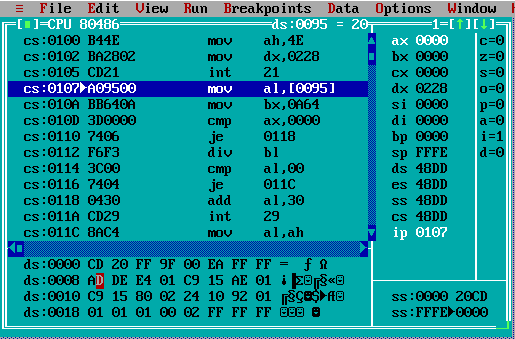 ≡ File Edit View Run Breakpoints Data Options Window H
[■]=CPU 80486 ds:0095 = 20 1=[↑][↓]
cs:0100 B44E mov ah,4E ax 0000 c=0
cs:0102 BA2802 mov dx,0228 bx 0000 z=0
cs:0105 CD21 int 21 cx 0000 s=0
cs:0107►A09500 mov al,[0095] dx 0228 o=0
cs:010A BB640A mov bx,0A64 si 0000 p=0
cs:010D 3D0000 cmp ax,0000 di 0000 a=0
cs:0110 7406 je 0118 bp 0000 i=1
cs:0112 F6F3 div bl sp FFFE d=0
cs:0114 3C00 cmp al,00 ds 48DD
cs:0116 7404 je 011C es 48DD
cs:0118 0430 add al,30 ss 48DD
cs:011A CD29 int 29 cs 48DD
cs:011C 8AC4 mov al,ah ip 0107
ds:0000 CD 20 FF 9F 00 EA FF FF = ƒ Ω
ds:0008 AD DE E4 01 C9 15 AE 01 ¡▐Σ☺╔§«☺
ds:0010 C9 15 80 02 24 10 92 01 ╔§Ç☻$►Æ☺ ss:0000 20CD
ds:0018 01 01 01 00 02 FF FF FF ☺☺☺ ☻ ss:FFFE►0000